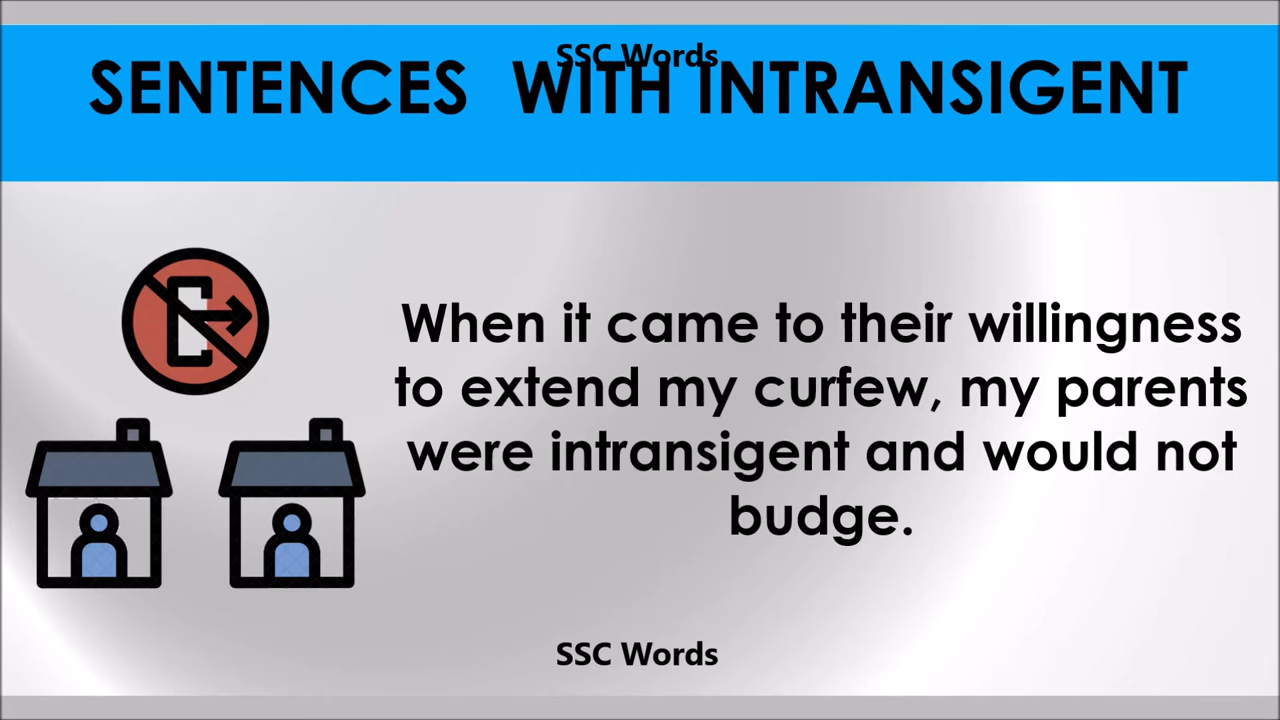 SSC Words
SENTENCES WITH INTRANSIGENT
When it came to their willingness
to extend my curfew, my parents
were intransigent and would not
budge.
SSC Words